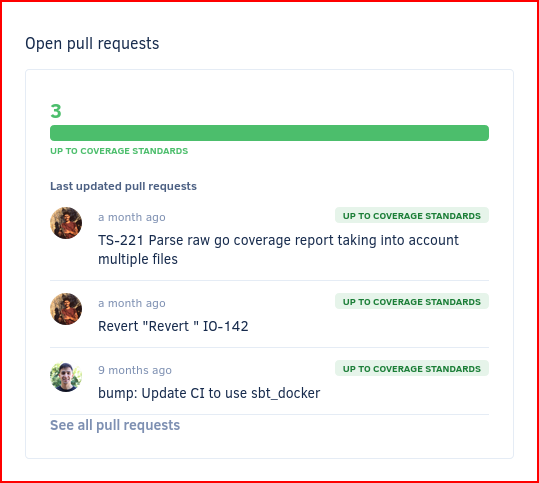 Open pull requests
3
UP TO COVERAGE STANDARDS
Last updated pull requests
a month ago
UP TO COVERAGE STANDARDS
TS-221 Parse raw go coverage report taking into account
multiple files
a month ago
UP TO COVERAGE STANDARDS
Revert "Revert " IO-142
9 months ago
UP TO COVERAGE STANDARDS
bump: Update CI to use sbt_docker
See all pull requests